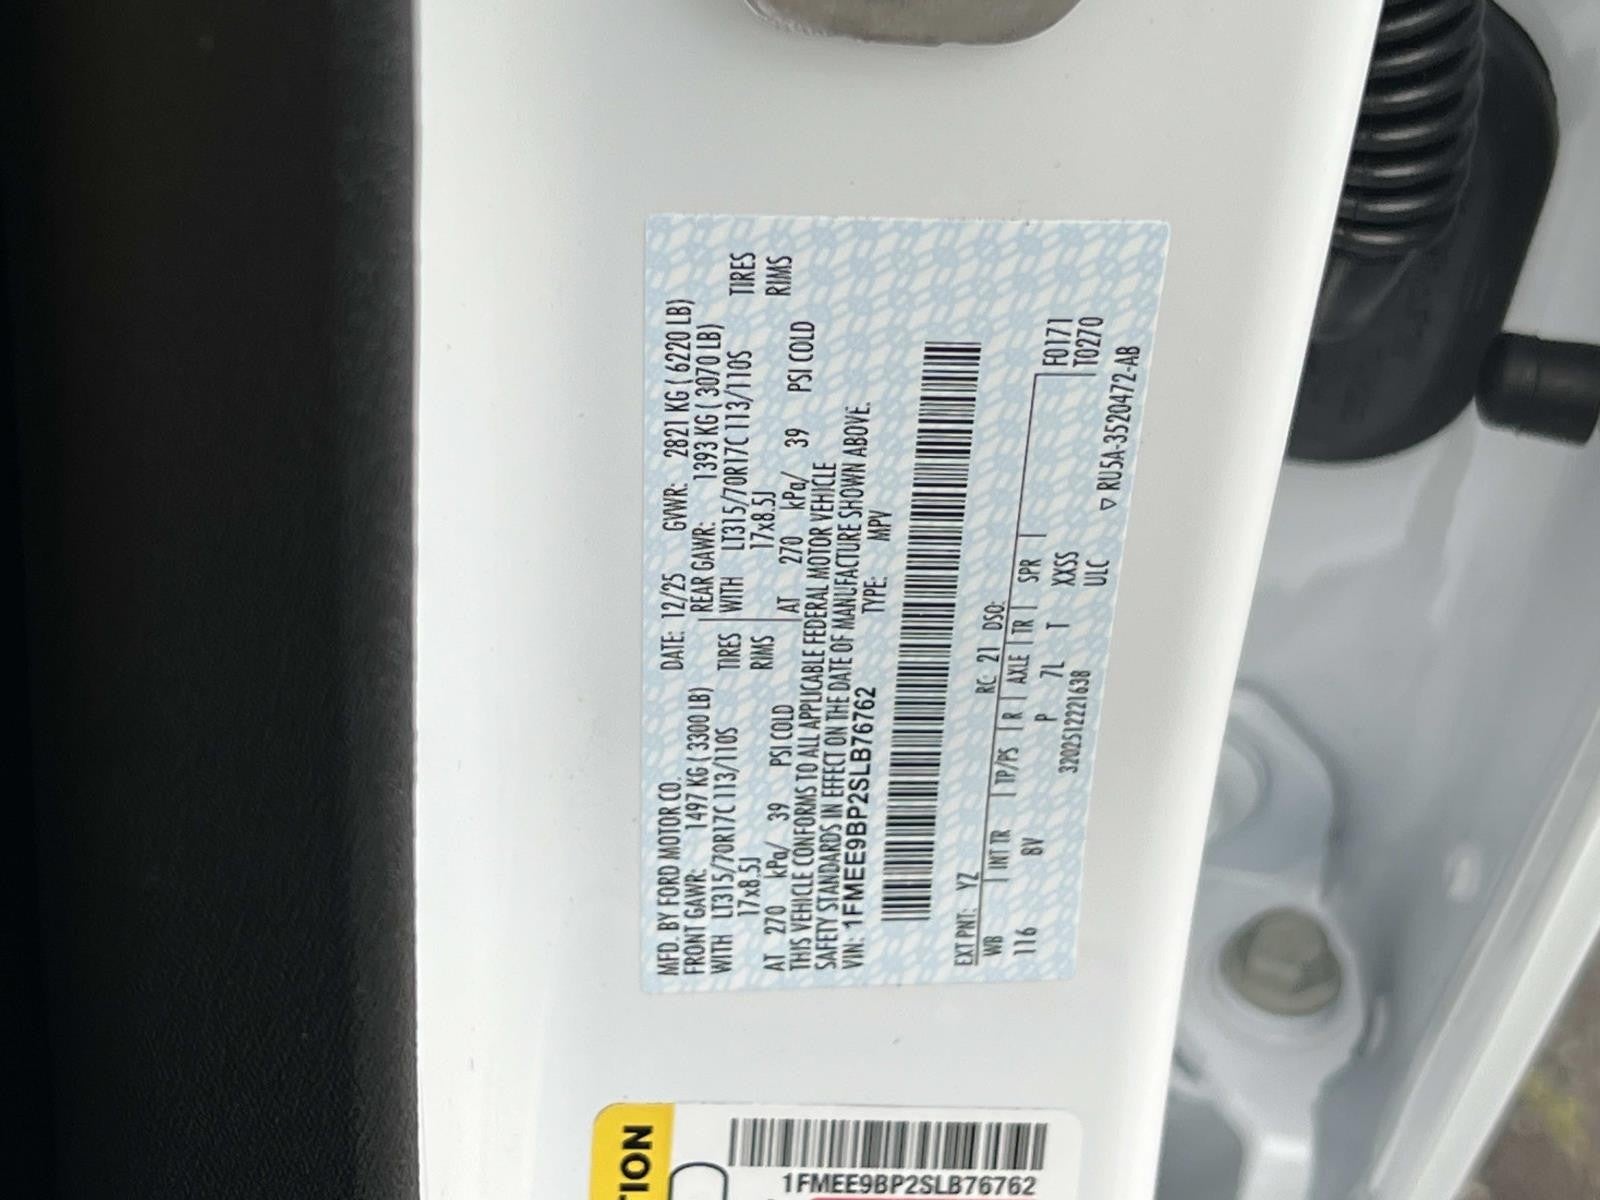 MFD. BY FORD MOTOR CO.
DATE: 12/25 GVWR: 2821 KG ( 6220 LB)
FRONT GAWR: 1497 KG ( 3300 LB)
REAR GAWR: 1393 KG ( 3070 LB)
WITH LT315/70R17C 113/110S TIRES
WITH LT315/70R17C 113/110S TIRES
17x8.5J RIMS
17x8.5J RIMS
AT 270 kPa/ 39 PSI COLD
AT 270 kPa/ 39 PSI COLD
THIS VEHICLE CONFORMS TO ALL APPLICABLE FEDERAL MOTOR VEHICLE
SAFETY STANDARDS IN EFFECT ON THE DATE OF MANUFACTURE SHOWN ABOVE.
VIN: 1FMEE9BP2SLB76762 TYPE: MPV
EXT PNT: YZ RC: 21 DSO:
F0171
WB INT TR TP/PS R AXLE TR SPR
T0270
116 8V P 7L T XXSS
3202512221638 ULC
▽ RU5A-3520472-AB
TION
1FMEE9BP2SLB76762